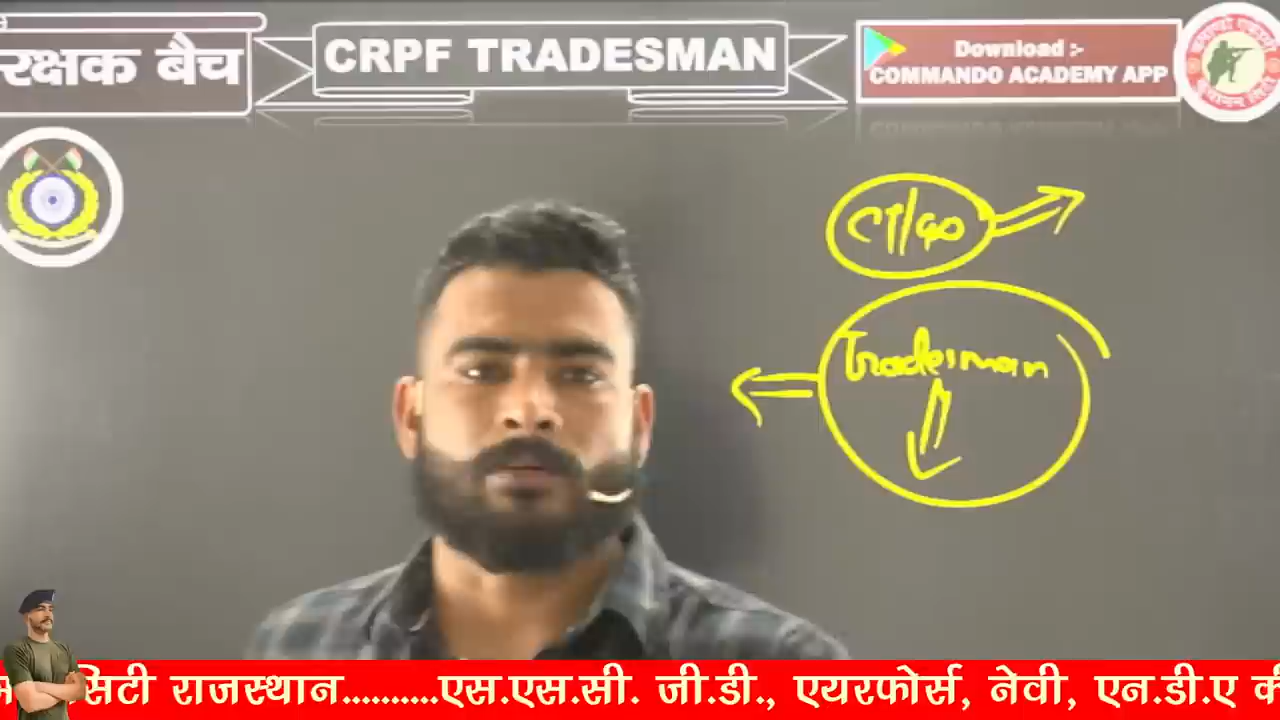 रक्षक बैच
CRPF TRADESMAN
Download :-
COMMANDO ACADEMY APP
CT/GD
Tradesman
सिटी राजस्थान..........एस.एस.सी. जी.डी., एयरफोर्स, नेवी, एन.डी.ए